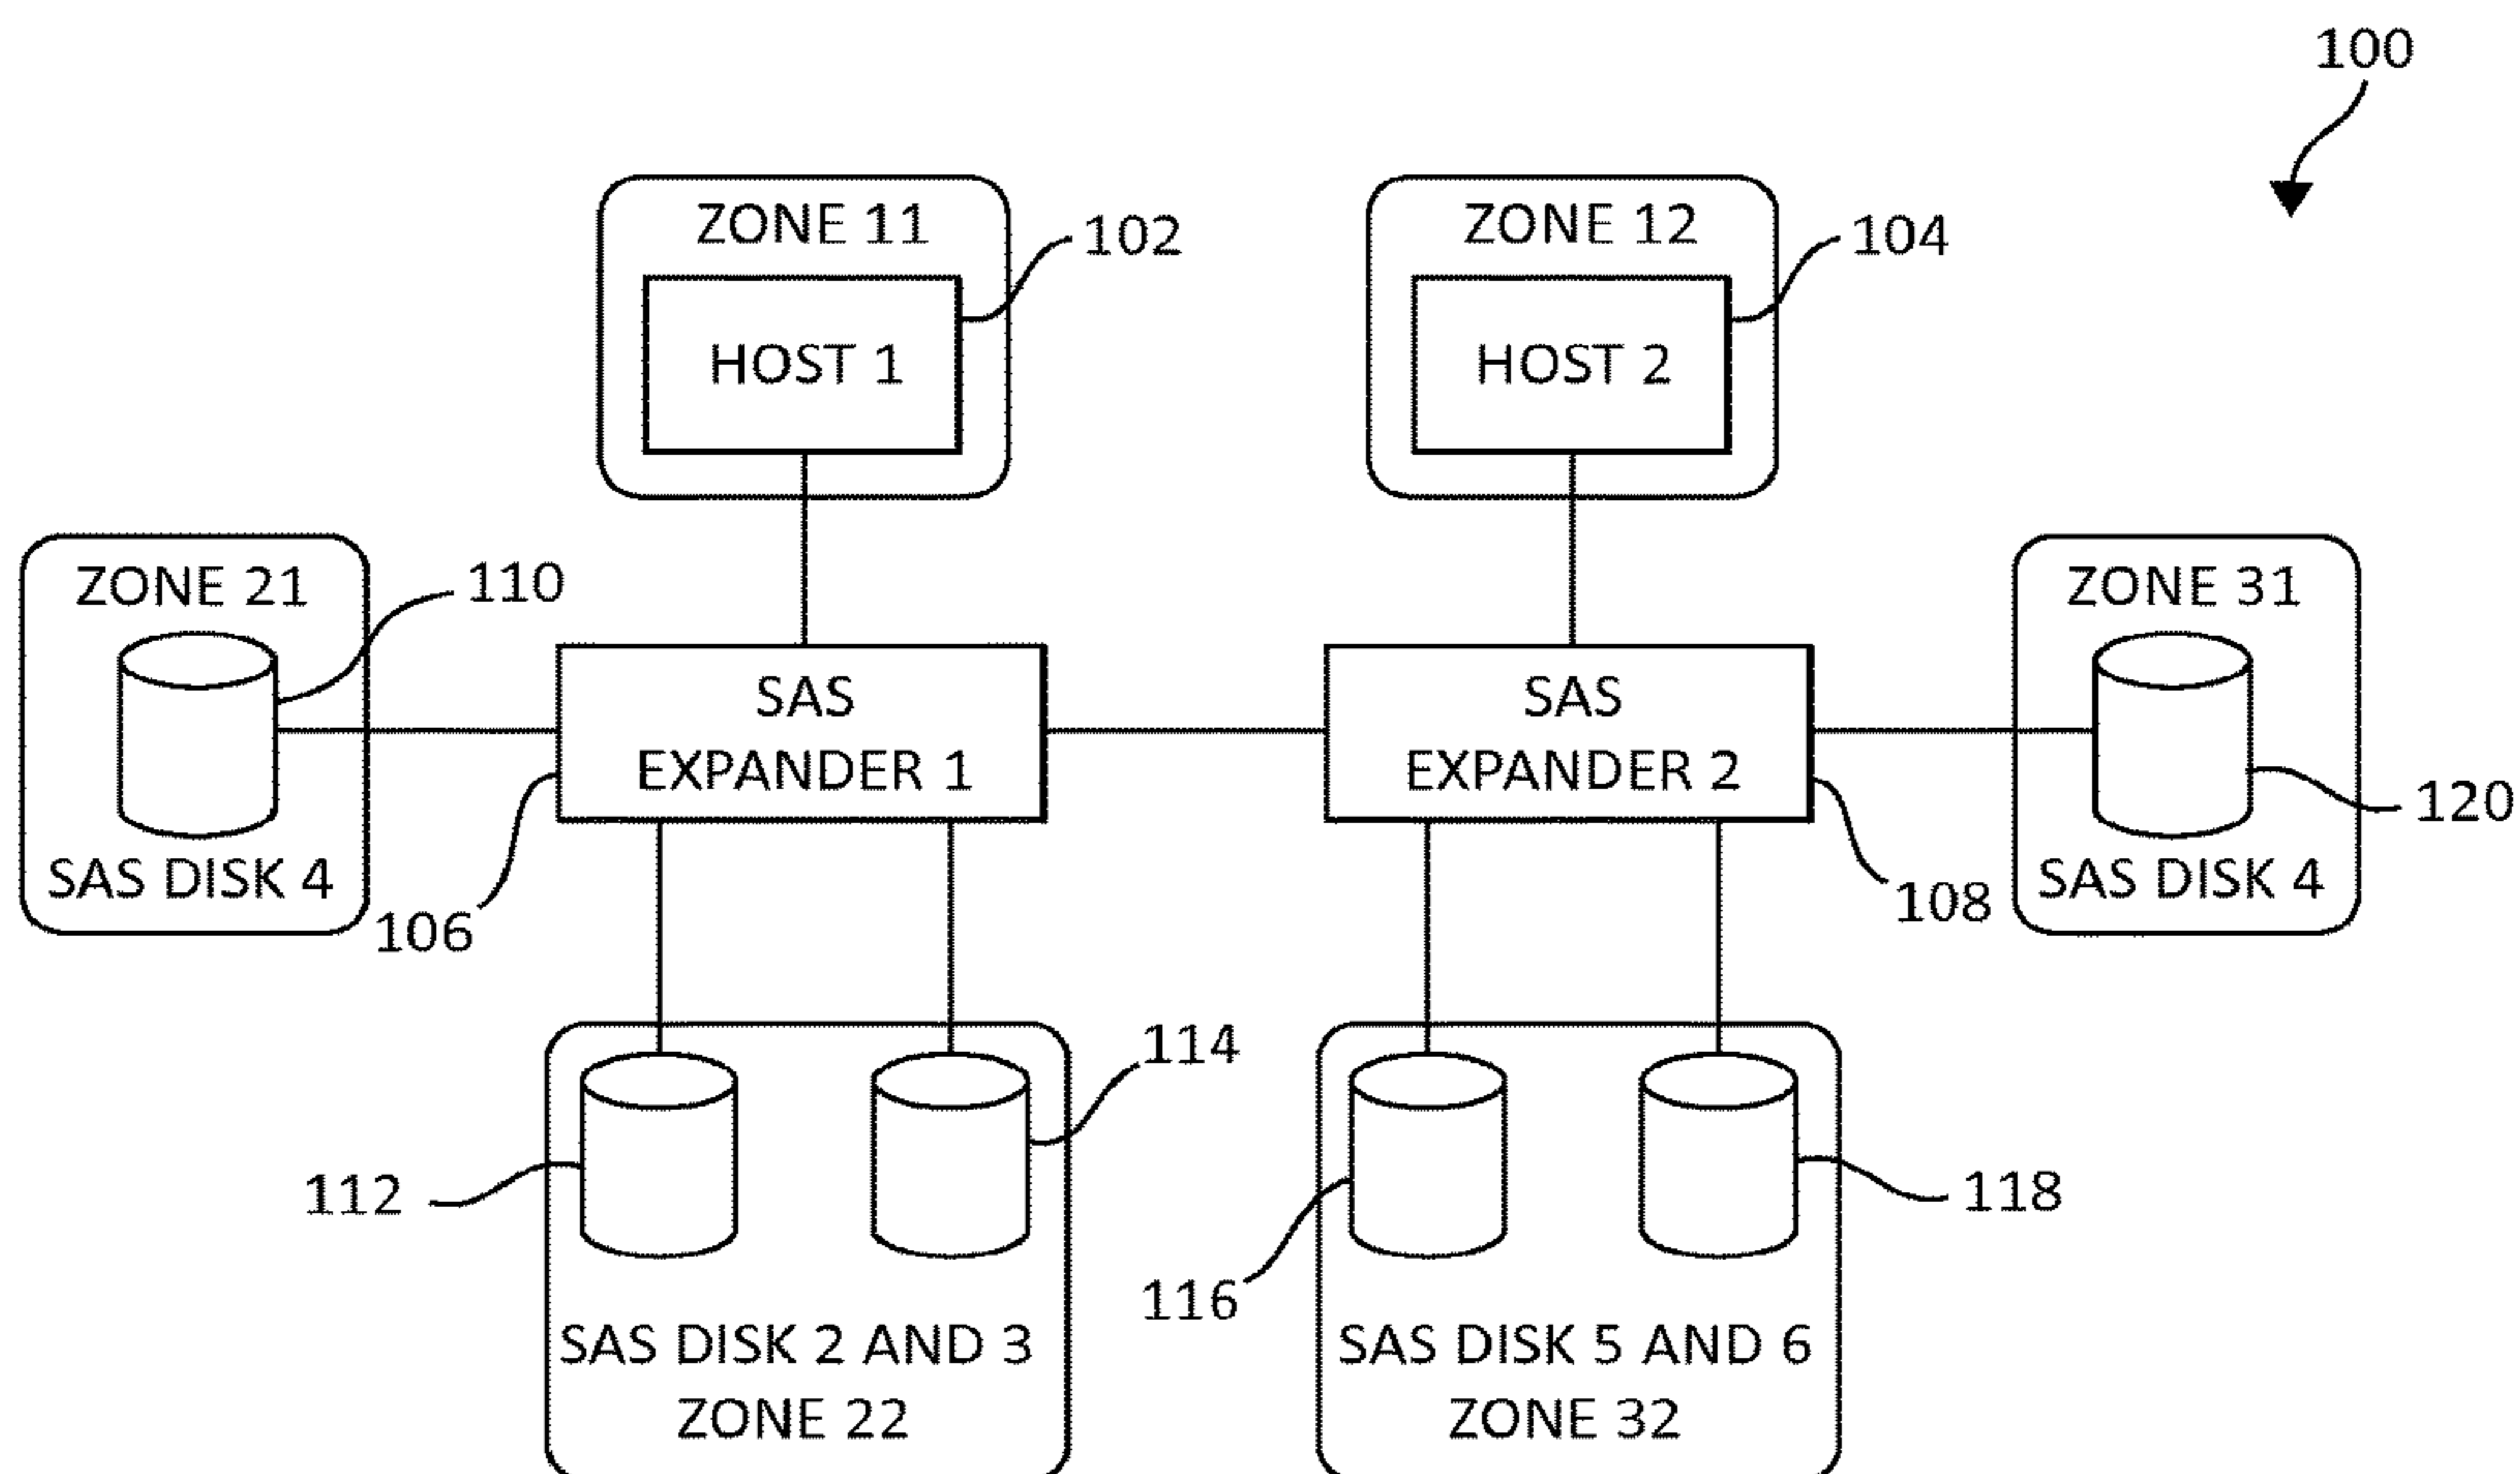 100
ZONE 11
102
HOST 1
ZONE 12
104
HOST 2
ZONE 21
110
SAS DISK 4
SAS
EXPANDER 1
106
SAS
EXPANDER 2
108
ZONE 31
120
SAS DISK 4
112
114
SAS DISK 2 AND 3
ZONE 22
116
118
SAS DISK 5 AND 6
ZONE 32